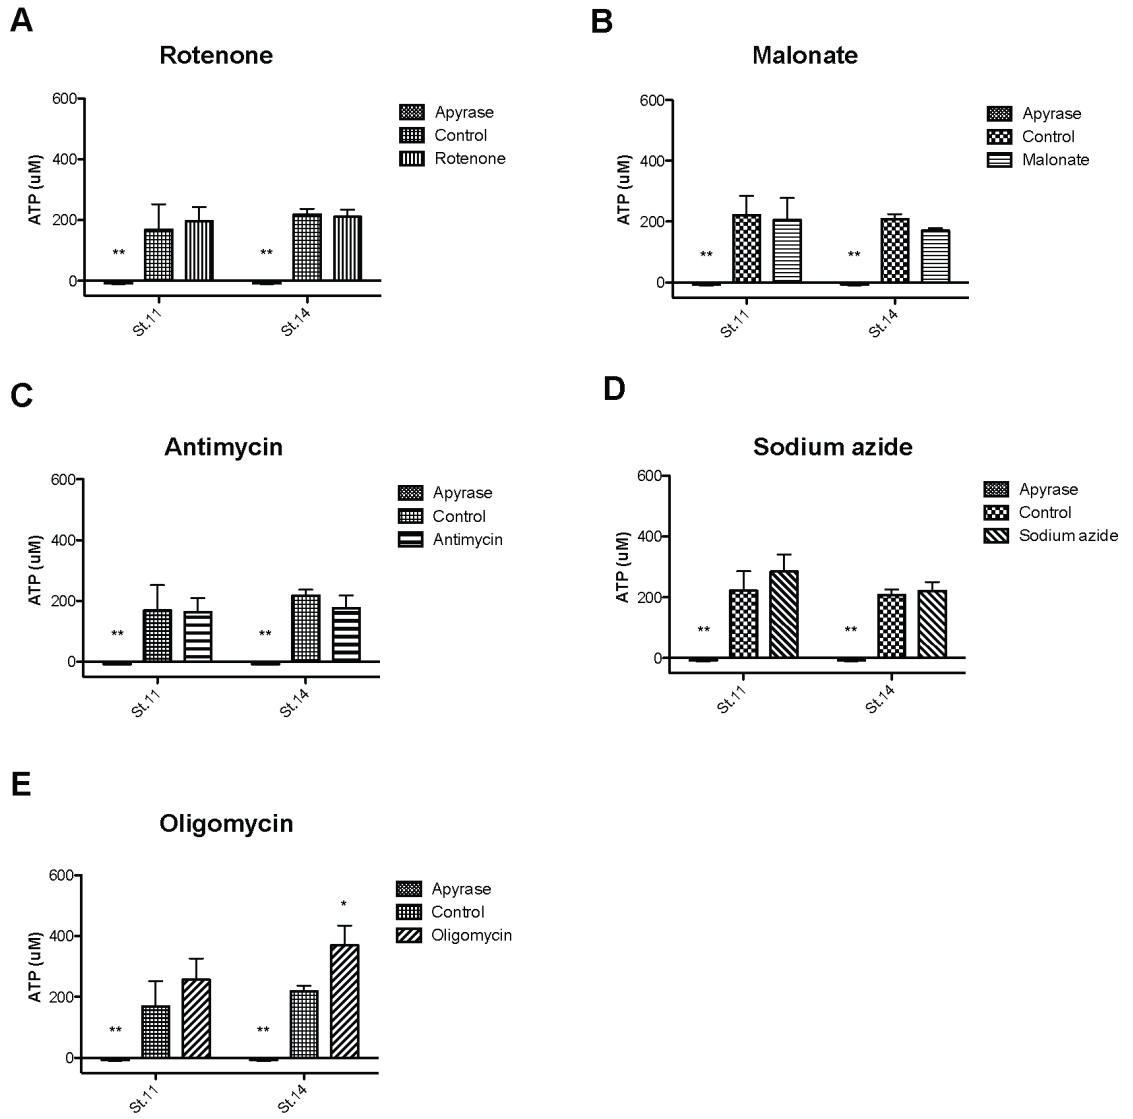 A
Rotenone
600
400
200
0
ATP (uM)
**
**
St.11
St.14
Apyrase
Control
Rotenone
B
Malonate
600
400
200
0
ATP (uM)
**
**
St.11
St.14
Apyrase
Control
Malonate
C
Antimycin
600
400
200
0
ATP (uM)
**
**
St.11
St.14
Apyrase
Control
Antimycin
D
Sodium azide
600
400
200
0
ATP (uM)
**
**
St.11
St.14
Apyrase
Control
Sodium azide
E
Oligomycin
600
400
200
0
ATP (uM)
**
**
*
St.11
St.14
Apyrase
Control
Oligomycin